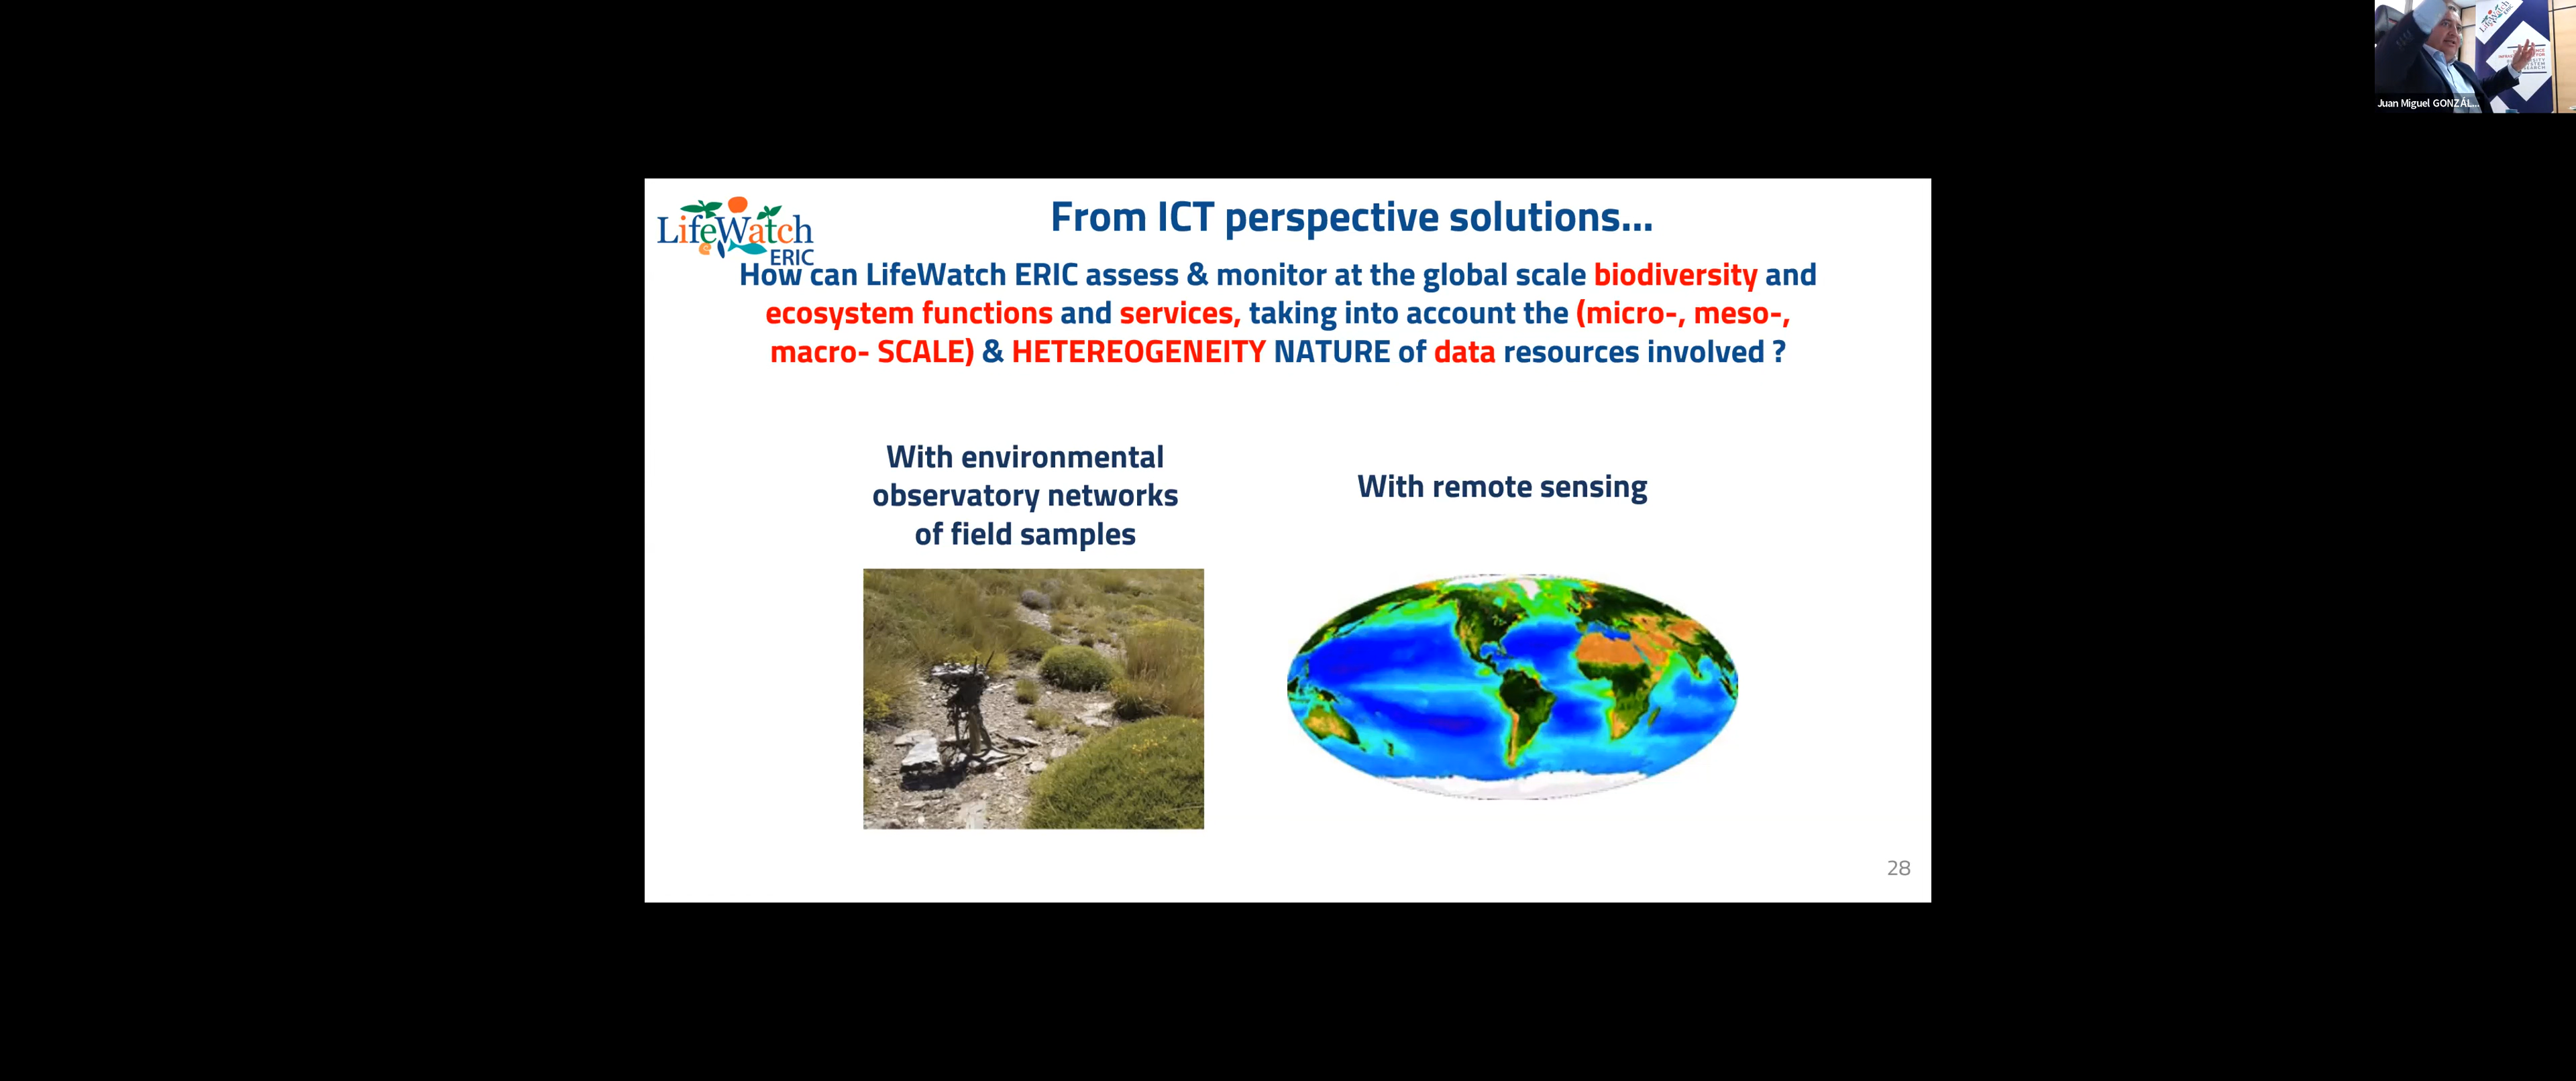 LifeWatch
ERIC
From ICT perspective solutions...
How can LifeWatch ERIC assess & monitor at the global scale biodiversity and
ecosystem functions and services, taking into account the (micro-, meso-,
macro- SCALE) & HETEREOGENEITY NATURE of data resources involved ?
With environmental
observatory networks
of field samples
With remote sensing
28
Juan Miguel GONZÁL...
LifeWatch